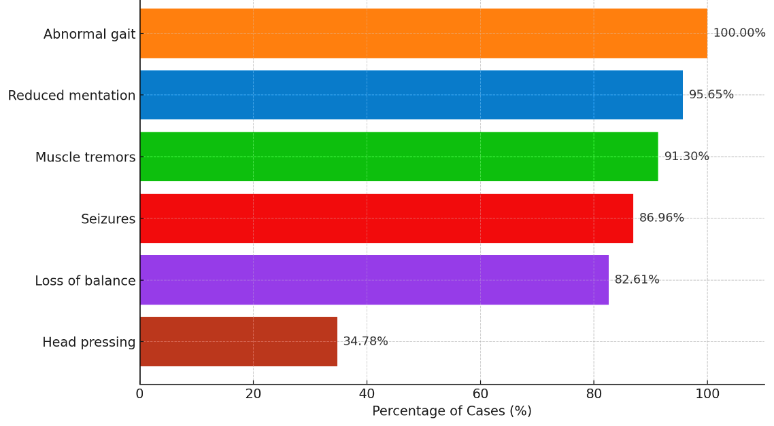 Abnormal gait 100.00%
Reduced mentation 95.65%
Muscle tremors 91.30%
Seizures 86.96%
Loss of balance 82.61%
Head pressing 34.78%
0 20 40 60 80 100
Percentage of Cases (%)